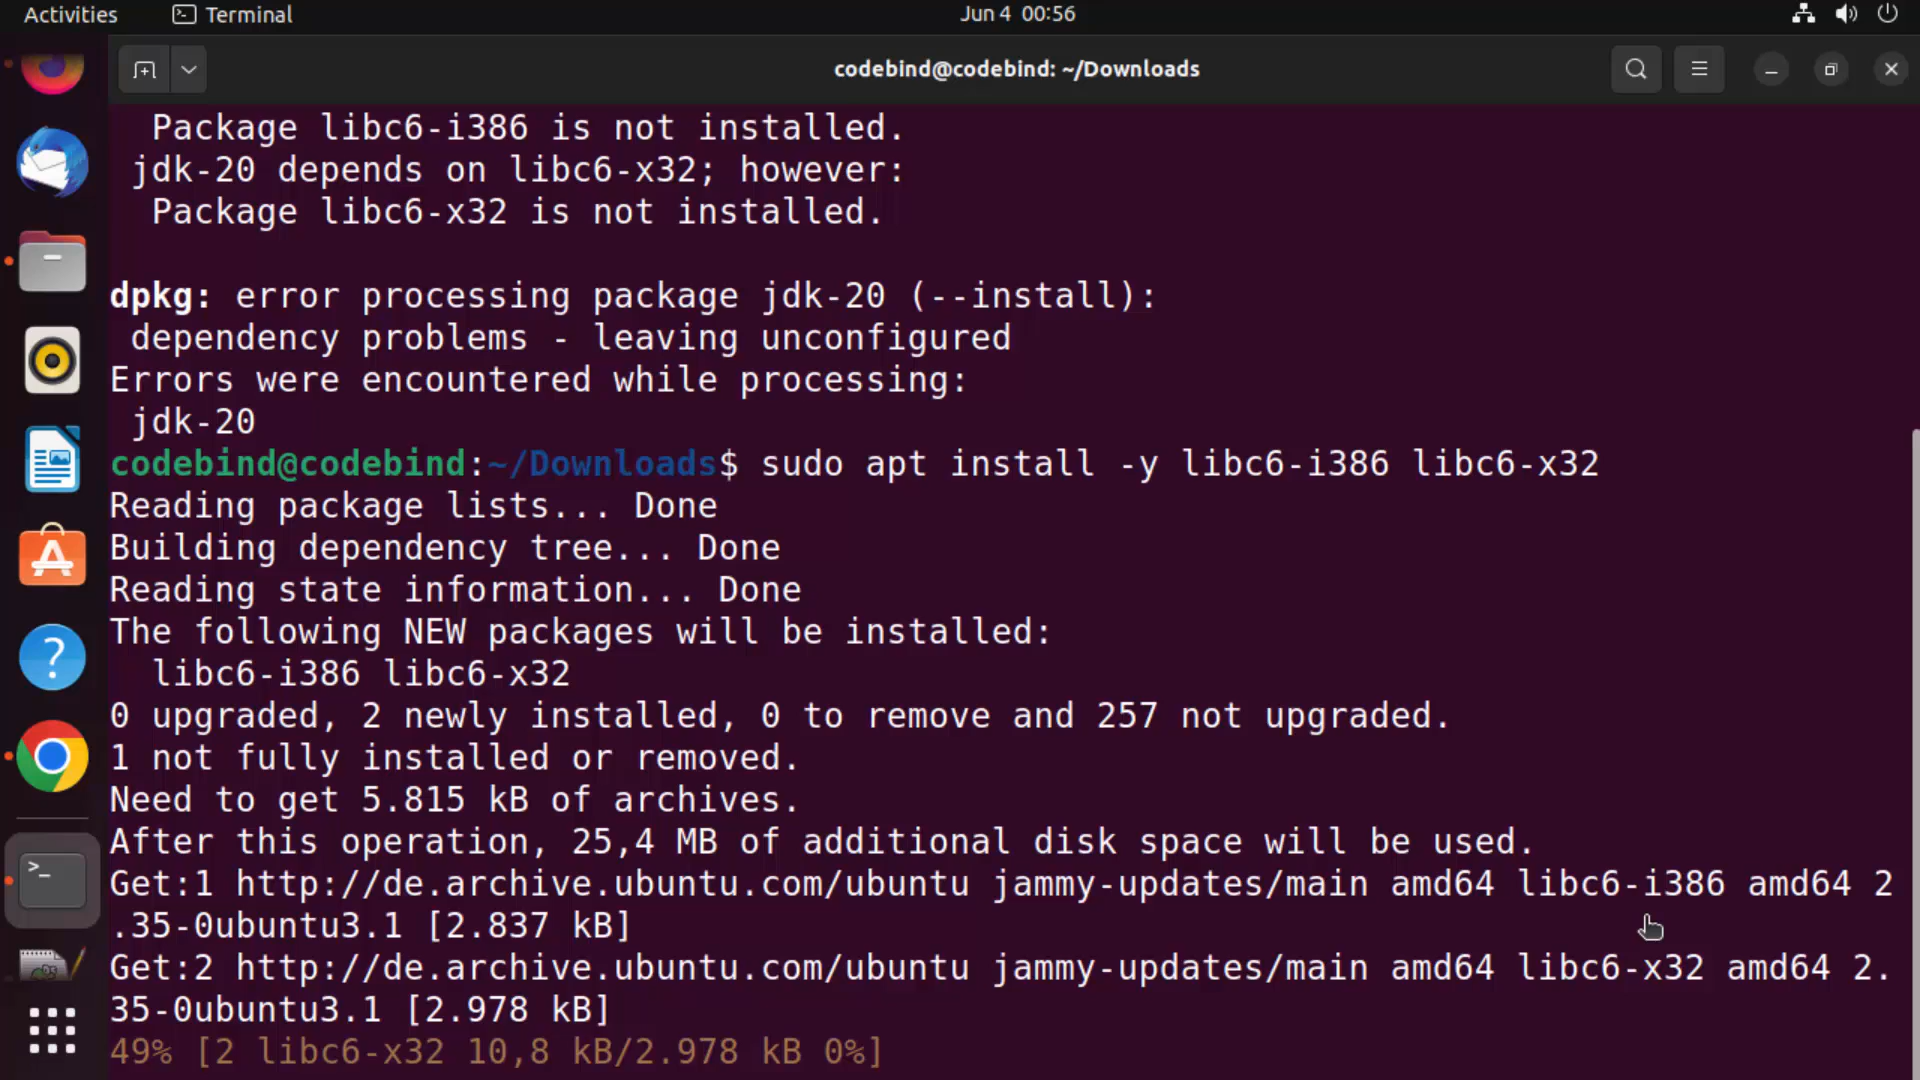 Activities Terminal Jun 4 00:56
codebind@codebind: ~/Downloads
Package libc6-i386 is not installed.
jdk-20 depends on libc6-x32; however:
Package libc6-x32 is not installed.
dpkg: error processing package jdk-20 (--install):
dependency problems - leaving unconfigured
Errors were encountered while processing:
jdk-20
codebind@codebind:~/Downloads$ sudo apt install -y libc6-i386 libc6-x32
Reading package lists... Done
Building dependency tree... Done
Reading state information... Done
The following NEW packages will be installed:
libc6-i386 libc6-x32
0 upgraded, 2 newly installed, 0 to remove and 257 not upgraded.
1 not fully installed or removed.
Need to get 5.815 kB of archives.
After this operation, 25,4 MB of additional disk space will be used.
Get:1 http://de.archive.ubuntu.com/ubuntu jammy-updates/main amd64 libc6-i386 amd64 2
.35-0ubuntu3.1 [2.837 kB]
Get:2 http://de.archive.ubuntu.com/ubuntu jammy-updates/main amd64 libc6-x32 amd64 2.
35-0ubuntu3.1 [2.978 kB]
49% [2 libc6-x32 10,8 kB/2.978 kB 0%]